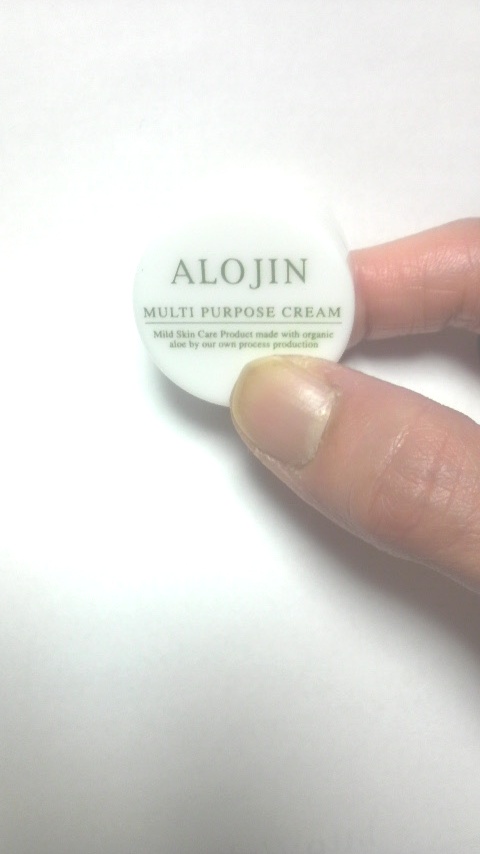 ALOJIN
MULTI PURPOSE CREAM
Mild Skin Care Product made with organic
aloe by our own process production